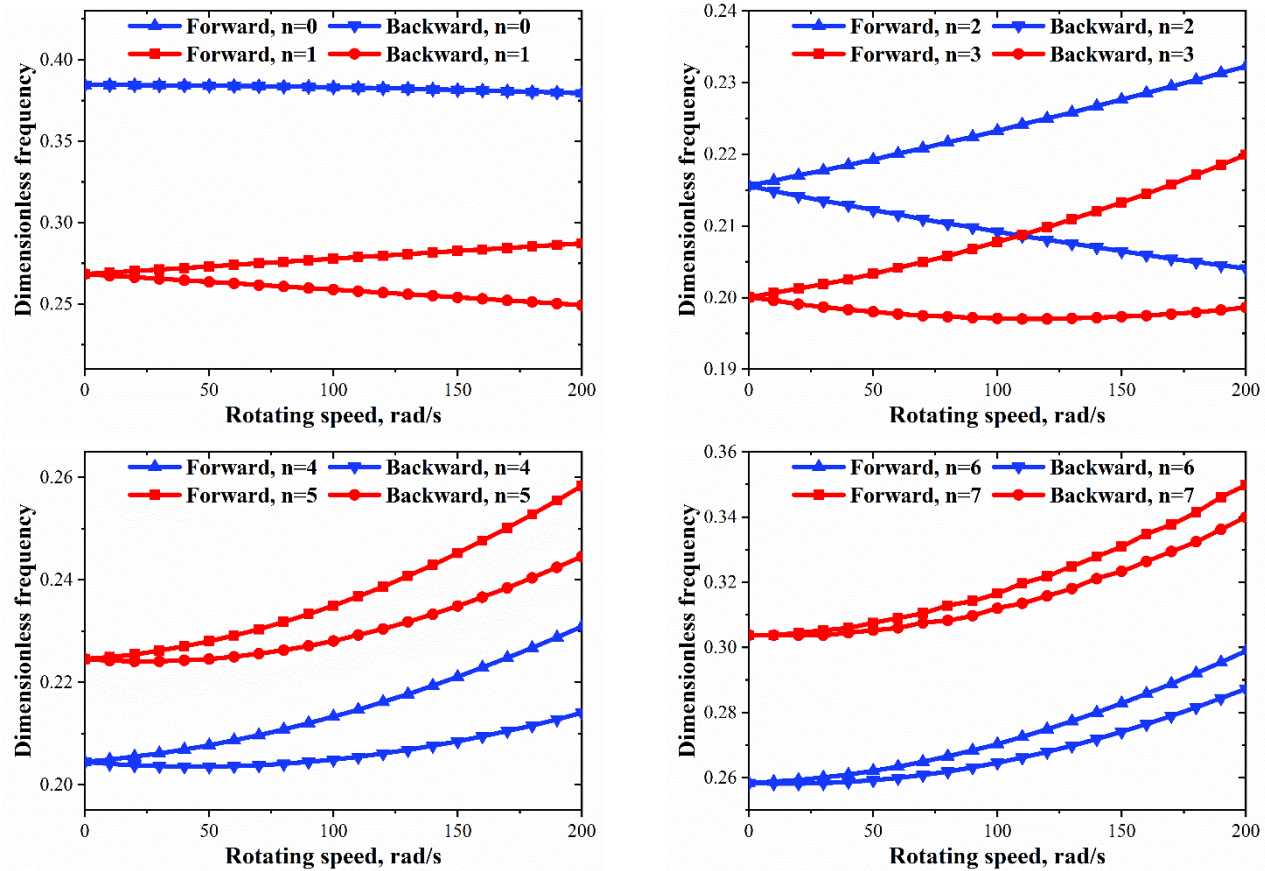 Forward, n=0 Backward, n=0
Forward, n=1 Backward, n=1
0.40
0.35
0.30
0.25
Dimensionless frequency
0 50 100 150 200
Rotating speed, rad/s
0.24
Forward, n=2 Backward, n=2
Forward, n=3 Backward, n=3
0.23
0.22
0.21
0.20
0.19
Dimensionless frequency
0 50 100 150 200
Rotating speed, rad/s
Forward, n=4 Backward, n=4
Forward, n=5 Backward, n=5
0.26
0.24
0.22
0.20
Dimensionless frequency
0 50 100 150 200
Rotating speed, rad/s
0.36
Forward, n=6 Backward, n=6
Forward, n=7 Backward, n=7
0.34
0.32
0.30
0.28
0.26
Dimensionless frequency
0 50 100 150 200
Rotating speed, rad/s